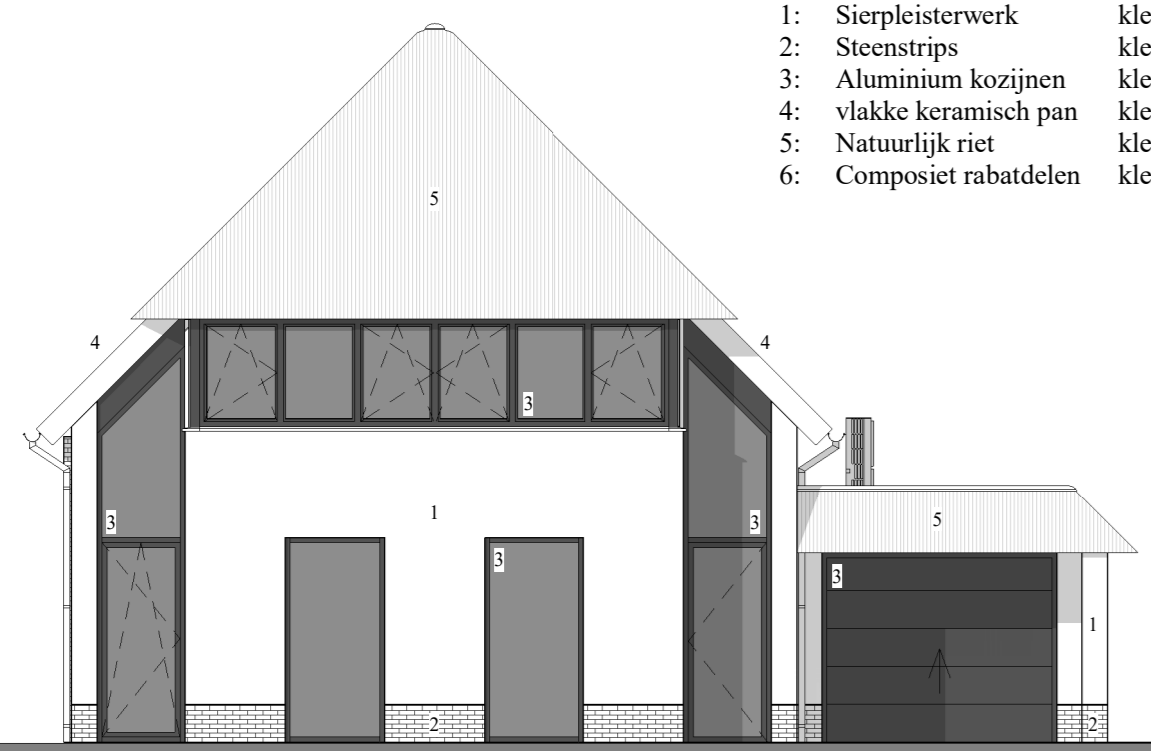 1: Sierpleisterwerk kle
2: Steenstrips kle
3: Aluminium kozijnen kle
4: vlakke keramisch pan kle
5: Natuurlijk riet kle
6: Composiet rabatdelen kle
5
4 4
3
1
3 3
3
5
3
1
2
2